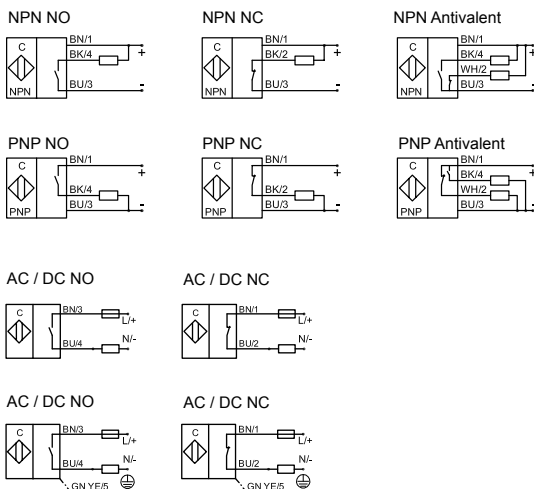 NPN NO
NPN NC
NPN Antivalent
C
BN/1
+
BK/4
NPN
BU/3
-
C
BN/1
+
BK/2
NPN
BU/3
-
C
BN/1
+
BK/4
WH/2
NPN
BU/3
-
PNP NO
PNP NC
PNP Antivalent
C
BN/1
+
BK/4
PNP
BU/3
-
C
BN/1
+
BK/2
PNP
BU/3
-
C
BN/1
+
BK/4
WH/2
PNP
BU/3
-
AC / DC NO
AC / DC NC
C
BN/3
L/+
BU/4
N/-
C
BN/1
L/+
BU/2
N/-
AC / DC NO
AC / DC NC
C
BN/3
L/+
BU/4
N/-
GN YE/5
C
BN/1
L/+
BU/2
N/-
GN YE/5